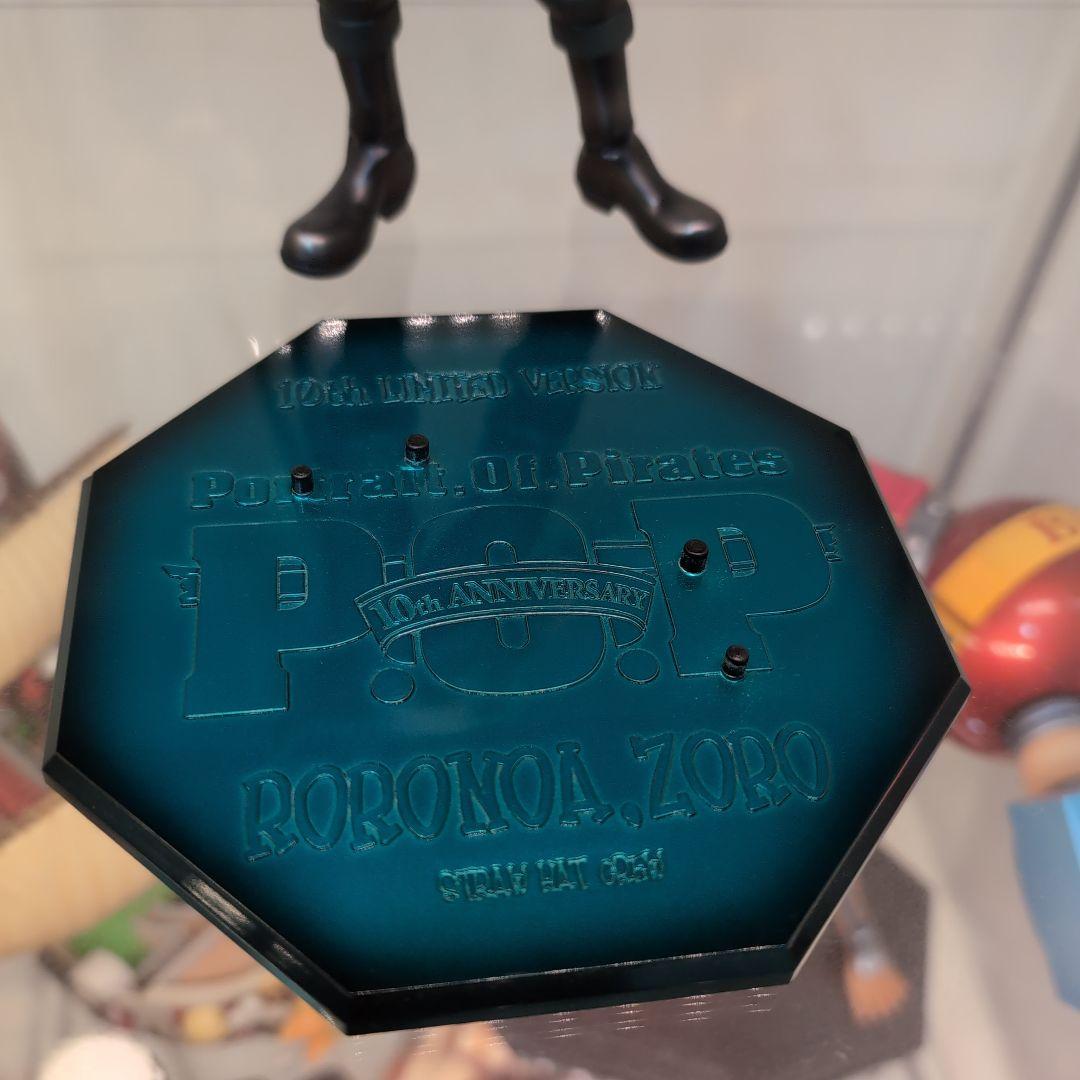 10th LIMITED VERSION
Portrait.Of.Pirates
P.O.P
10th ANNIVERSARY
RORONOA.ZORO
STRAW HAT CREW